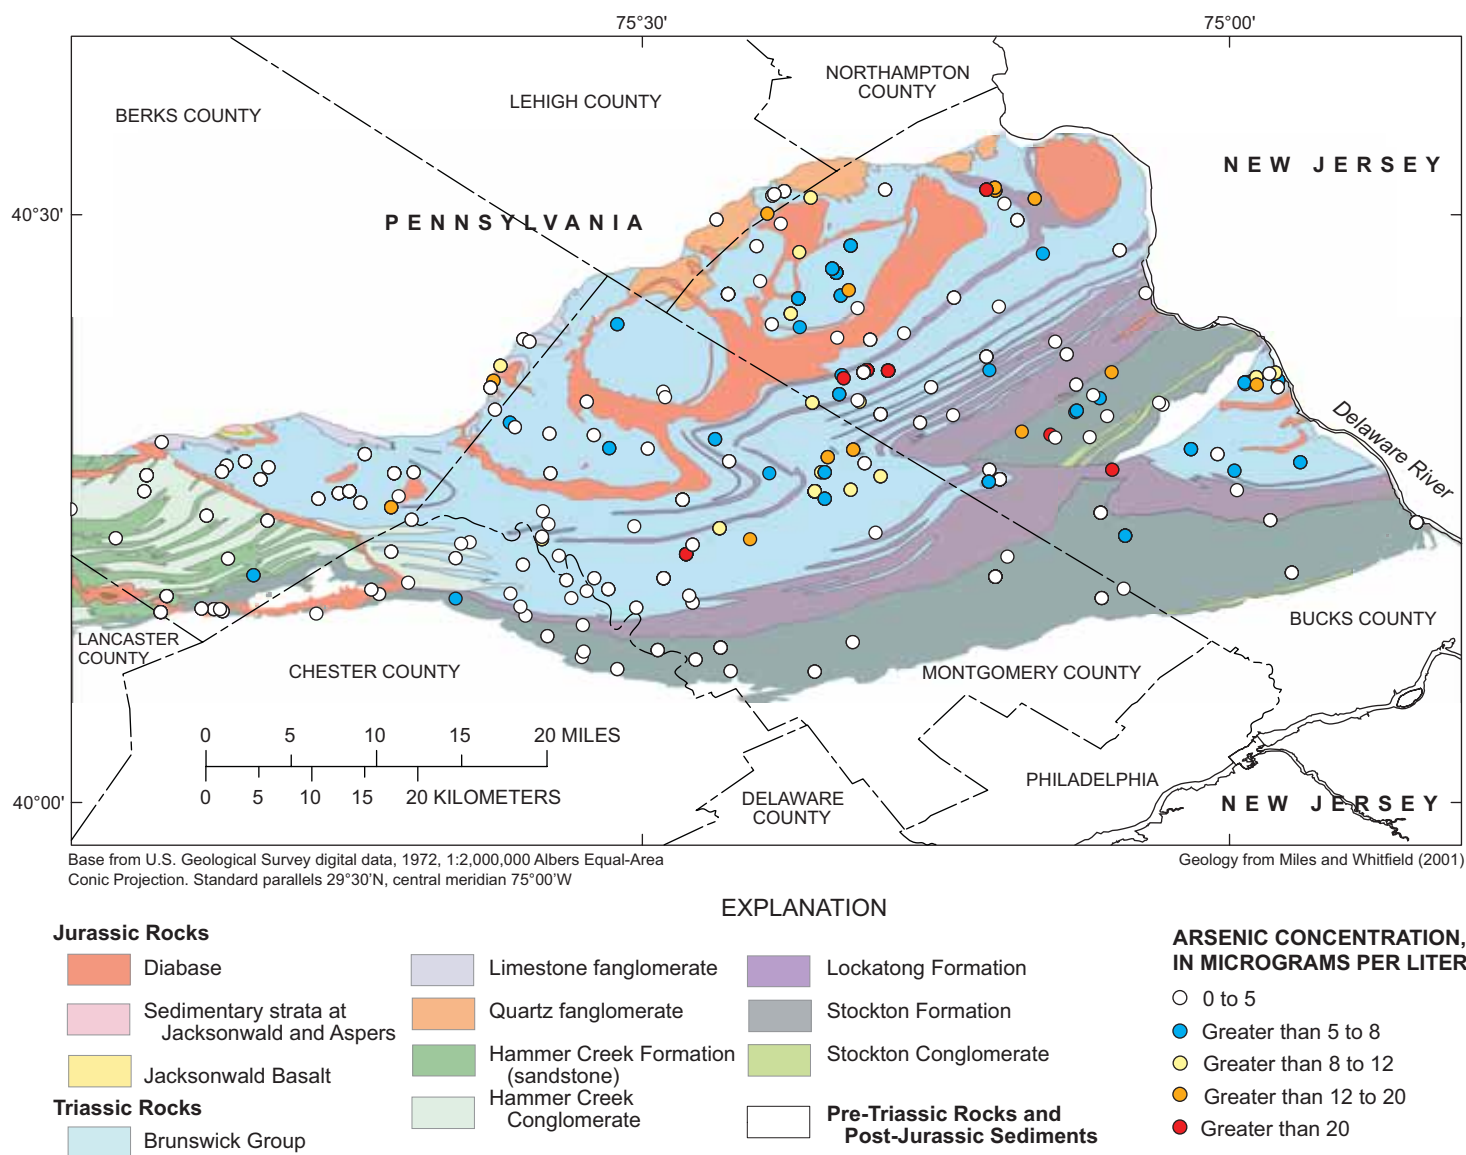 75°30'
75°00'
NORTHAMPTON
COUNTY
LEHIGH COUNTY
BERKS COUNTY
NEW JERSEY
40°30'
PENNSYLVANIA
Delaware River
BUCKS COUNTY
LANCASTER
COUNTY
CHESTER COUNTY
MONTGOMERY COUNTY
0 5 10 15 20 MILES
0 5 10 15 20 KILOMETERS
PHILADELPHIA
DELAWARE
COUNTY
40°00'
NEW JERSEY
Base from U.S. Geological Survey digital data, 1972, 1:2,000,000 Albers Equal-Area
Conic Projection. Standard parallels 29°30'N, central meridian 75°00'W
Geology from Miles and Whitfield (2001)
EXPLANATION
Jurassic Rocks
Diabase
Sedimentary strata at
Jacksonwald and Aspers
Jacksonwald Basalt
Triassic Rocks
Brunswick Group
Limestone fanglomerate
Quartz fanglomerate
Hammer Creek Formation
(sandstone)
Hammer Creek
Conglomerate
Lockatong Formation
Stockton Formation
Stockton Conglomerate
Pre-Triassic Rocks and
Post-Jurassic Sediments
ARSENIC CONCENTRATION,
IN MICROGRAMS PER LITER
0 to 5
Greater than 5 to 8
Greater than 8 to 12
Greater than 12 to 20
Greater than 20